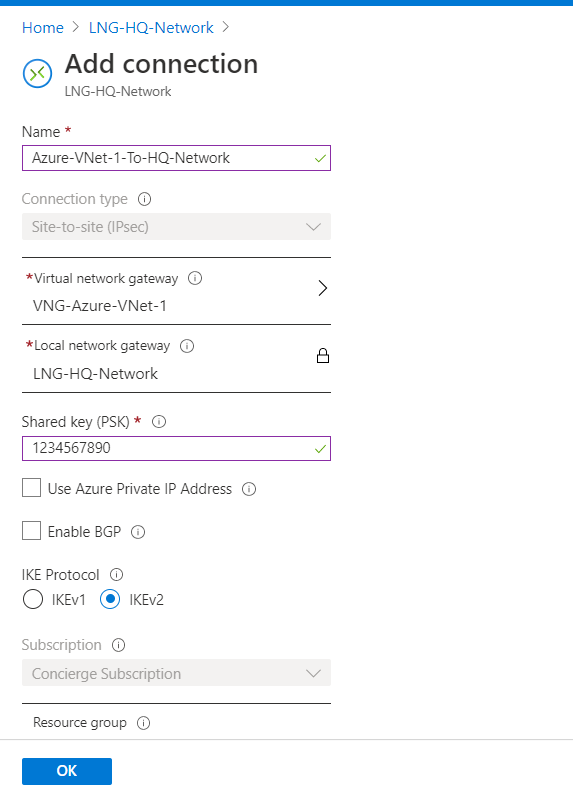 Home > LNG-HQ-Network >
Add connection
LNG-HQ-Network
Name *
Azure-VNet-1-To-HQ-Network
Connection type
Site-to-site (IPsec)
*Virtual network gateway
VNG-Azure-VNet-1
*Local network gateway
LNG-HQ-Network
Shared key (PSK) *
1234567890
Use Azure Private IP Address
Enable BGP
IKE Protocol
IKEv1 IKEv2
Subscription
Concierge Subscription
Resource group
OK